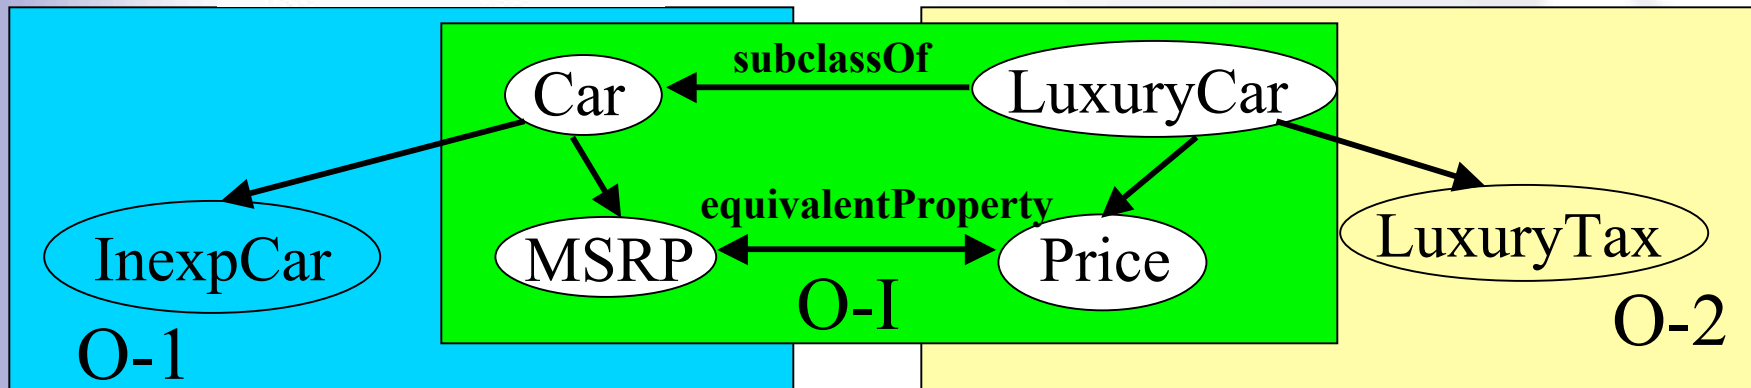 subclassOf
Car
LuxuryCar
equivalentProperty
InexpCar
MSRP
Price
LuxuryTax
O-I
O-1
O-2